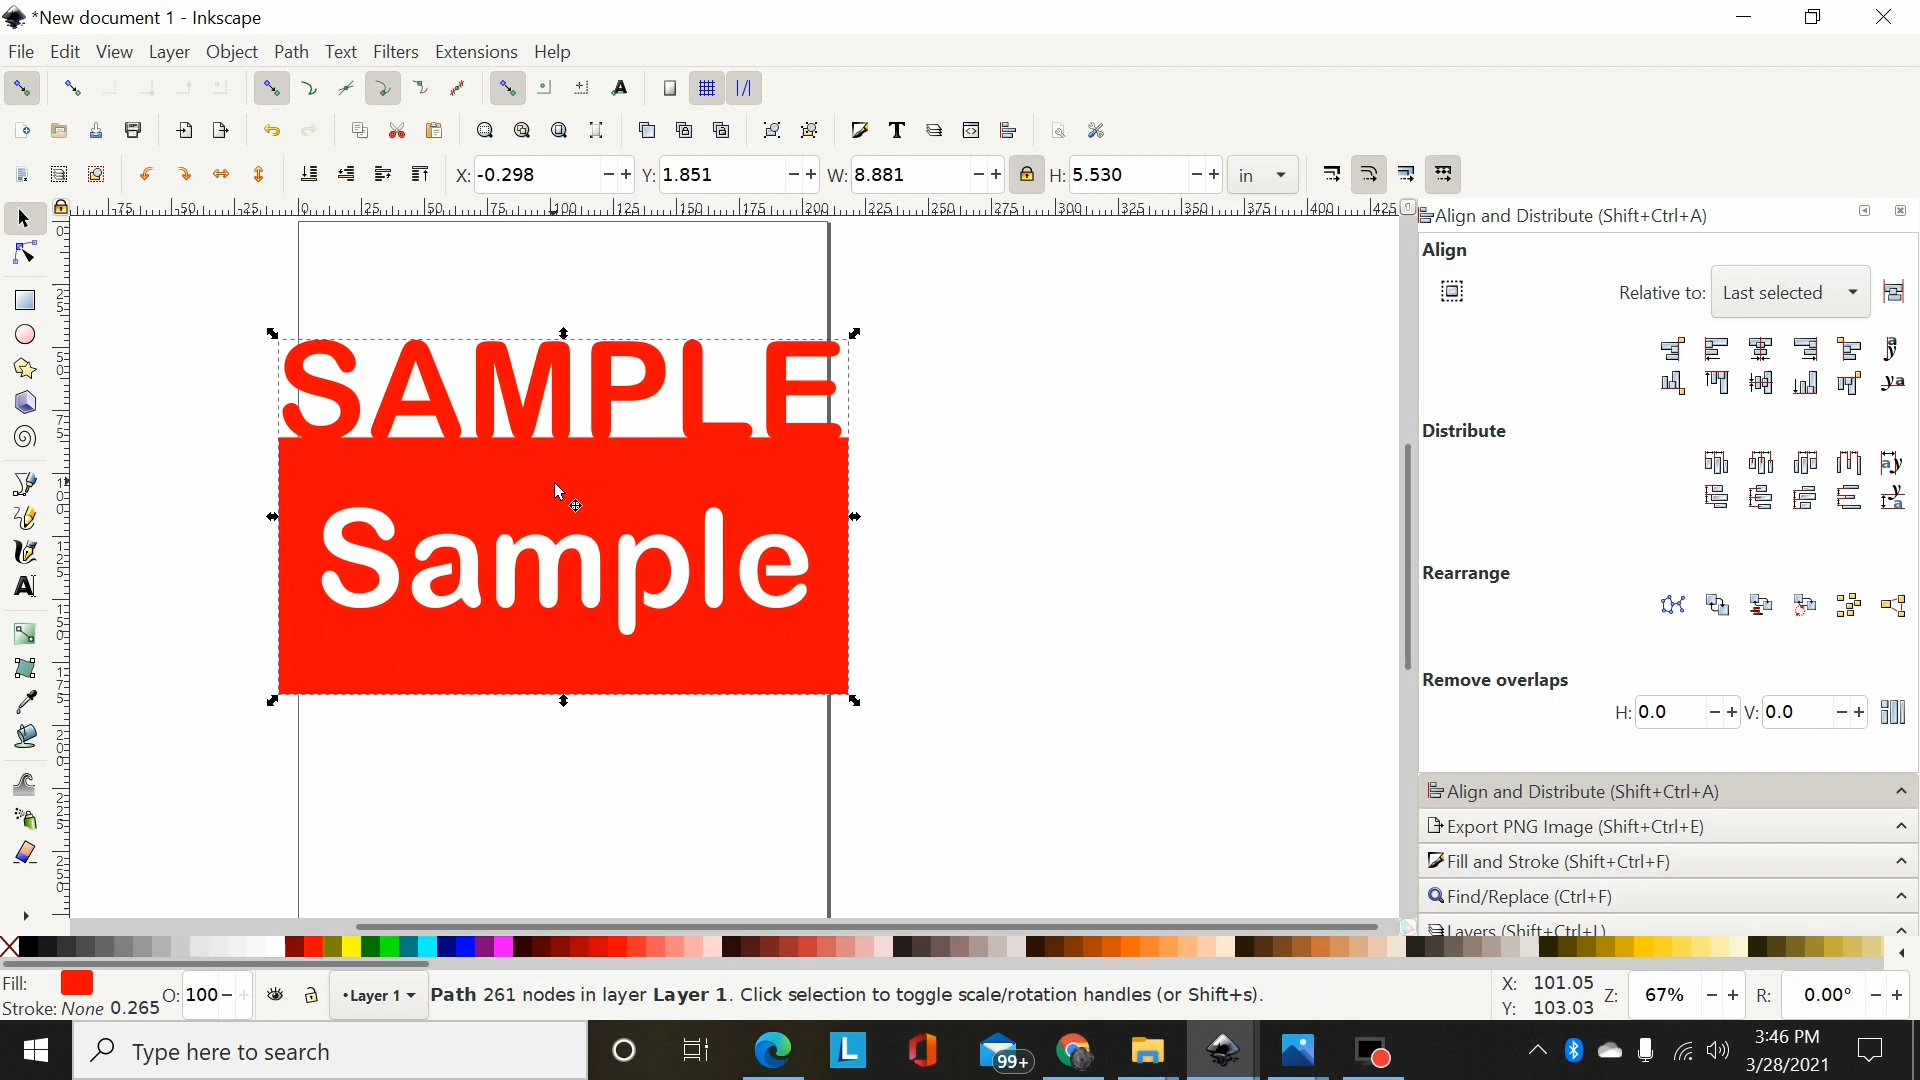 *New document 1 - Inkscape
File Edit View Layer Object Path Text Filters Extensions Help
X: -0.298 Y: 1.851 W: 8.881 H: 5.530 in
Align and Distribute (Shift+Ctrl+A)
Align
Relative to: Last selected
Distribute
Rearrange
Remove overlaps
H: 0.0 V: 0.0
Align and Distribute (Shift+Ctrl+A)
Export PNG Image (Shift+Ctrl+E)
Fill and Stroke (Shift+Ctrl+F)
Find/Replace (Ctrl+F)
Layers (Shift+Ctrl+L)
SAMPLE
Sample
Fill:
Stroke: None 0.265 O: 100 •Layer 1 Path 261 nodes in layer Layer 1. Click selection to toggle scale/rotation handles (or Shift+s).
X: 101.05
Y: 103.03 Z: 67% R: 0.00°
Type here to search
99+
3:46 PM
3/28/2021